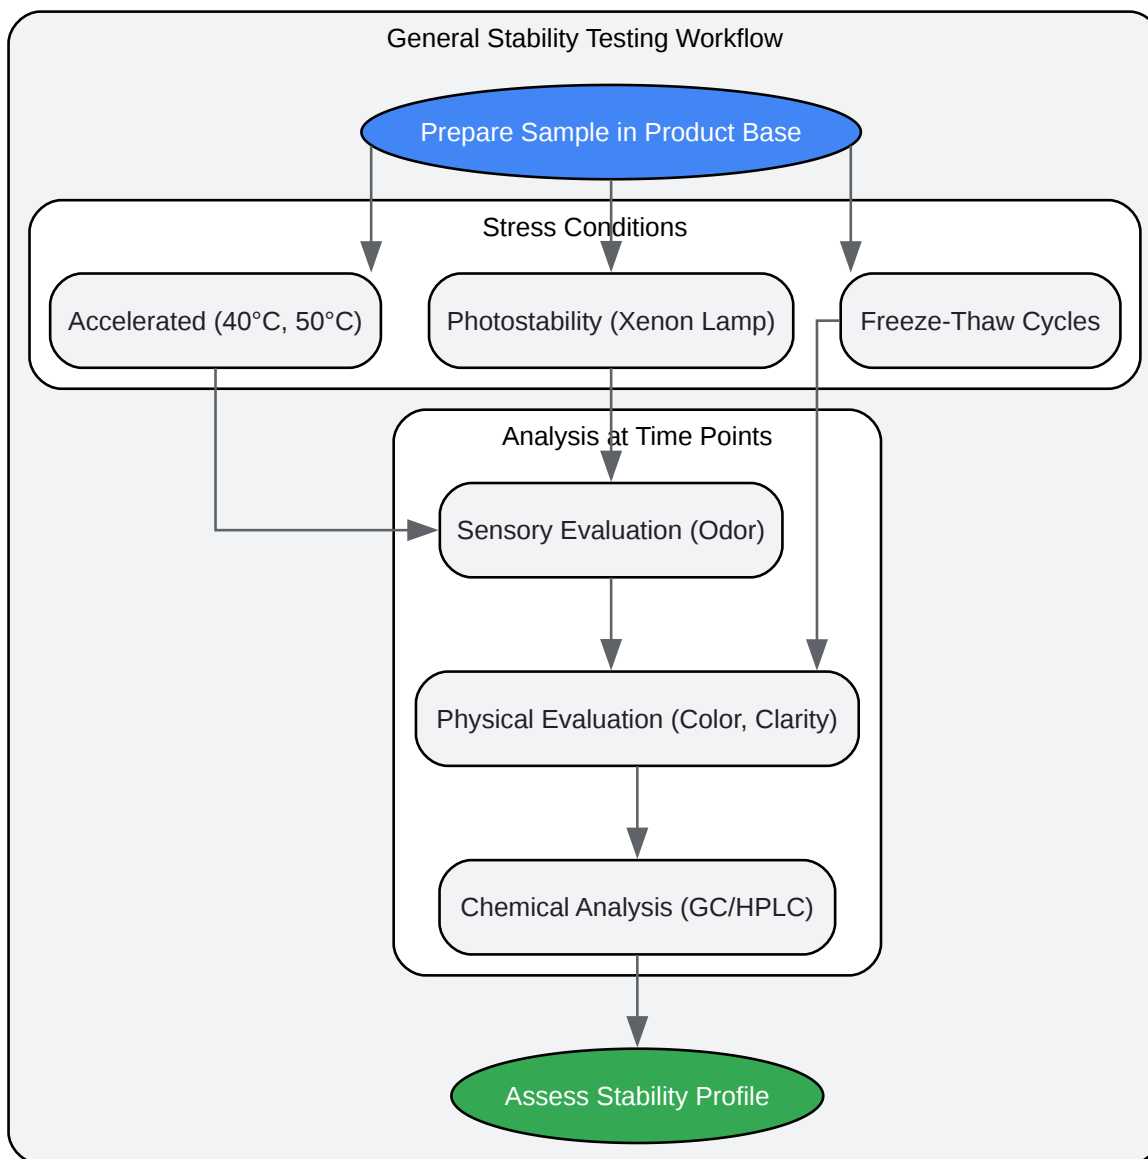 General Stability Testing Workflow
Prepare Sample in Product Base
Stress Conditions
Accelerated (40°C, 50°C)
Photostability (Xenon Lamp)
Freeze-Thaw Cycles
Analysis at Time Points
Sensory Evaluation (Odor)
Physical Evaluation (Color, Clarity)
Chemical Analysis (GC/HPLC)
Assess Stability Profile